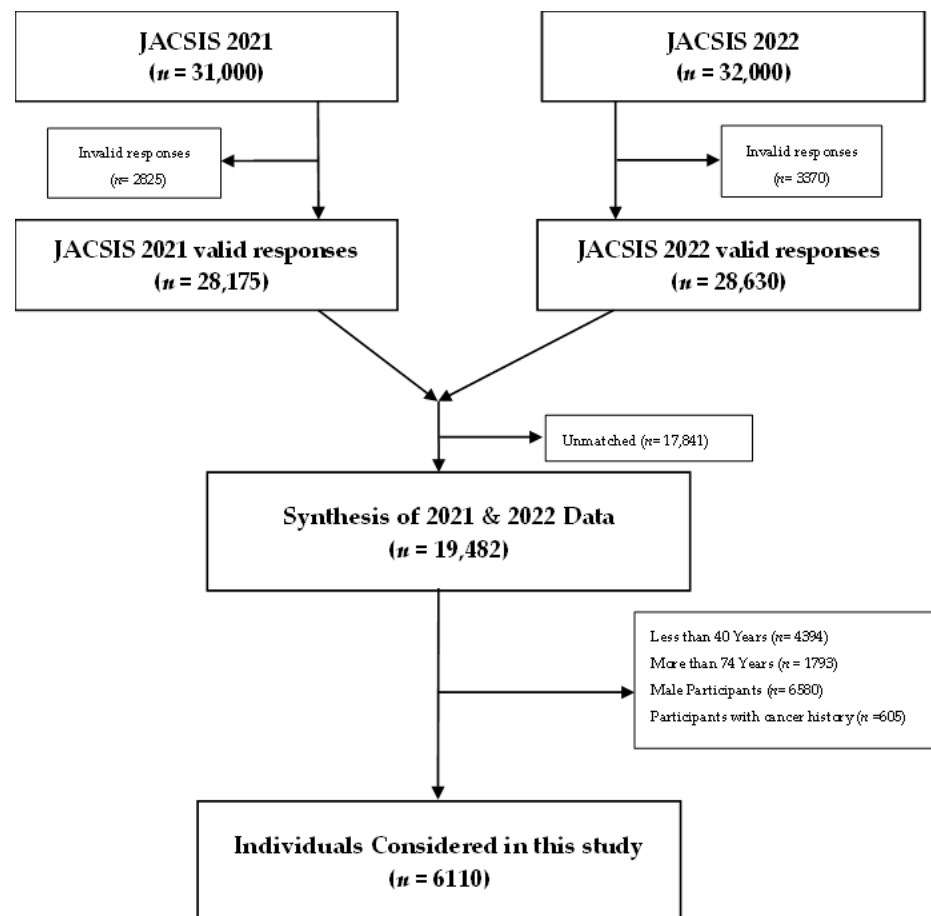 JACSIS 2021
(n = 31,000)
JACSIS 2022
(n = 32,000)
Invalid responses
(n= 2825)
Invalid responses
(n= 3370)
JACSIS 2021 valid responses
(n = 28,175)
JACSIS 2022 valid responses
(n = 28,630)
Unmatched (n= 17,841)
Synthesis of 2021 & 2022 Data
(n = 19,482)
Less than 40 Years (n= 4394)
More than 74 Years (n = 1793)
Male Participants (n= 6580)
Participants with cancer history (n =605)
Individuals Considered in this study
(n = 6110)